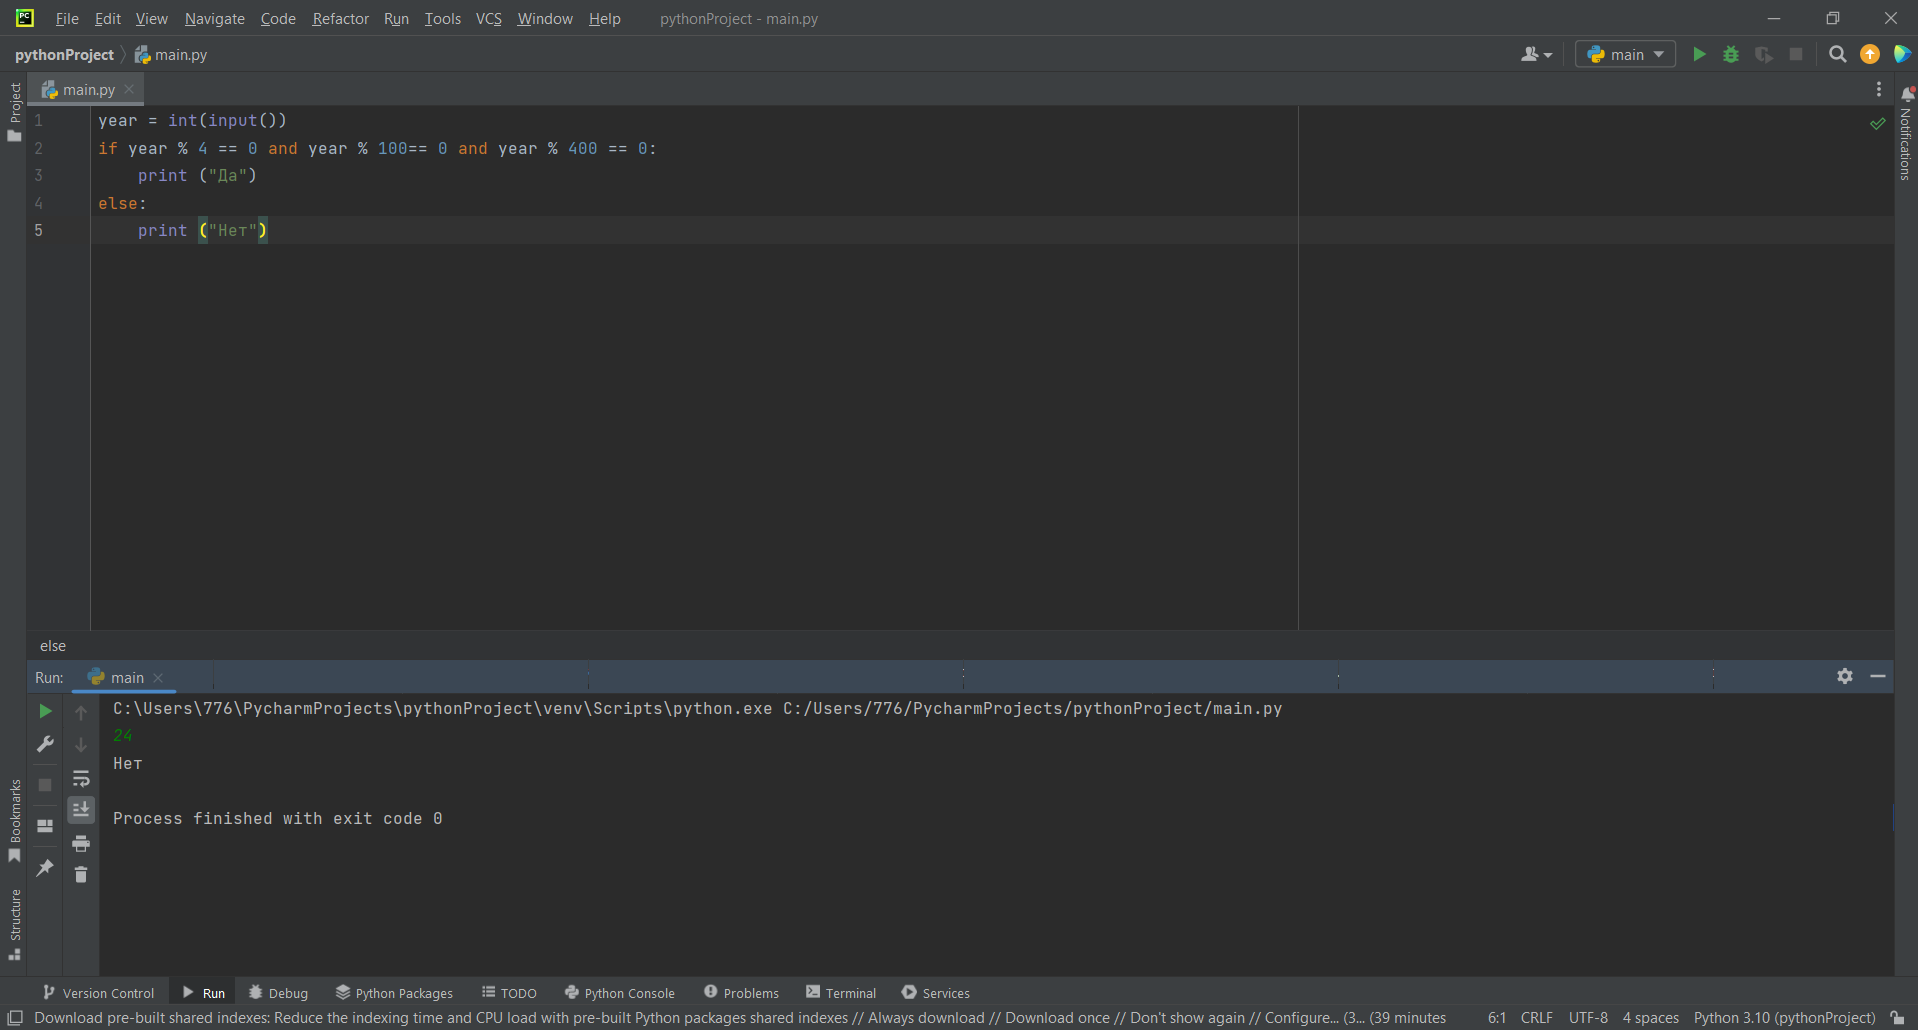 PC File Edit View Navigate Code Refactor Run Tools VCS Window Help pythonProject - main.py
pythonProject main.py main
Project
main.py
1 year = int(input())
2 if year % 4 == 0 and year % 100== 0 and year % 400 == 0:
3 print ("Да")
4 else:
5 print ("Нет")
Notifications
else
Run: main
C:\Users\776\PycharmProjects\pythonProject\venv\Scripts\python.exe C:/Users/776/PycharmProjects/pythonProject/main.py
24
Нет
Process finished with exit code 0
Bookmarks
Structure
Version Control Run Debug Python Packages TODO Python Console Problems Terminal Services
Download pre-built shared indexes: Reduce the indexing time and CPU load with pre-built Python packages shared indexes // Always download // Download once // Don't show again // Configure... (3... (39 minutes 6:1 CRLF UTF-8 4 spaces Python 3.10 (pythonProject)